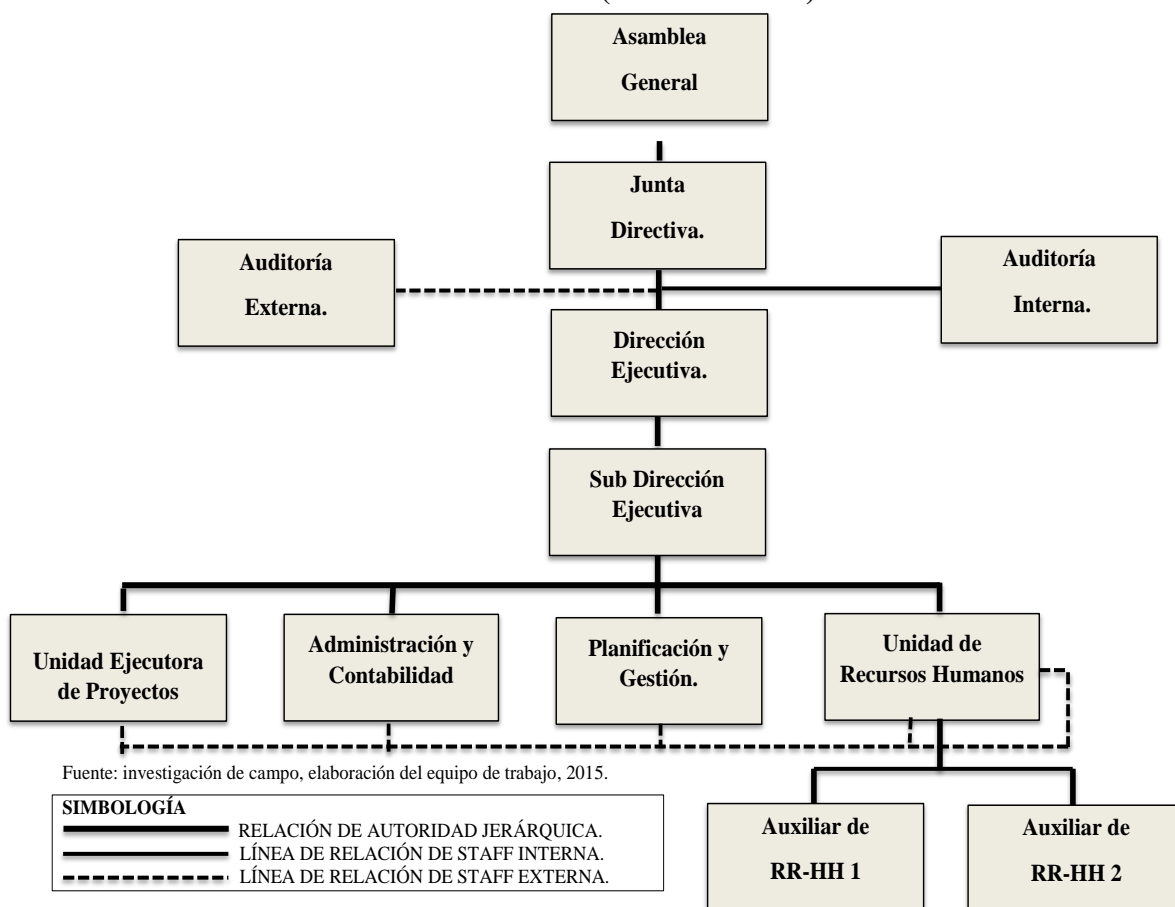 Asamblea
General
Junta
Directiva.
Auditoría
Externa.
Auditoría
Interna.
Dirección
Ejecutiva.
Sub Dirección
Ejecutiva
Unidad Ejecutora
de Proyectos
Administración y
Contabilidad
Planificación y
Gestión.
Unidad de
Recursos Humanos
Fuente: investigación de campo, elaboración del equipo de trabajo, 2015.
SIMBOLOGÍA
RELACIÓN DE AUTORIDAD JERÁRQUICA.
LÍNEA DE RELACIÓN DE STAFF INTERNA.
LÍNEA DE RELACIÓN DE STAFF EXTERNA.
Auxiliar de
RR-HH 1
Auxiliar de
RR-HH 2